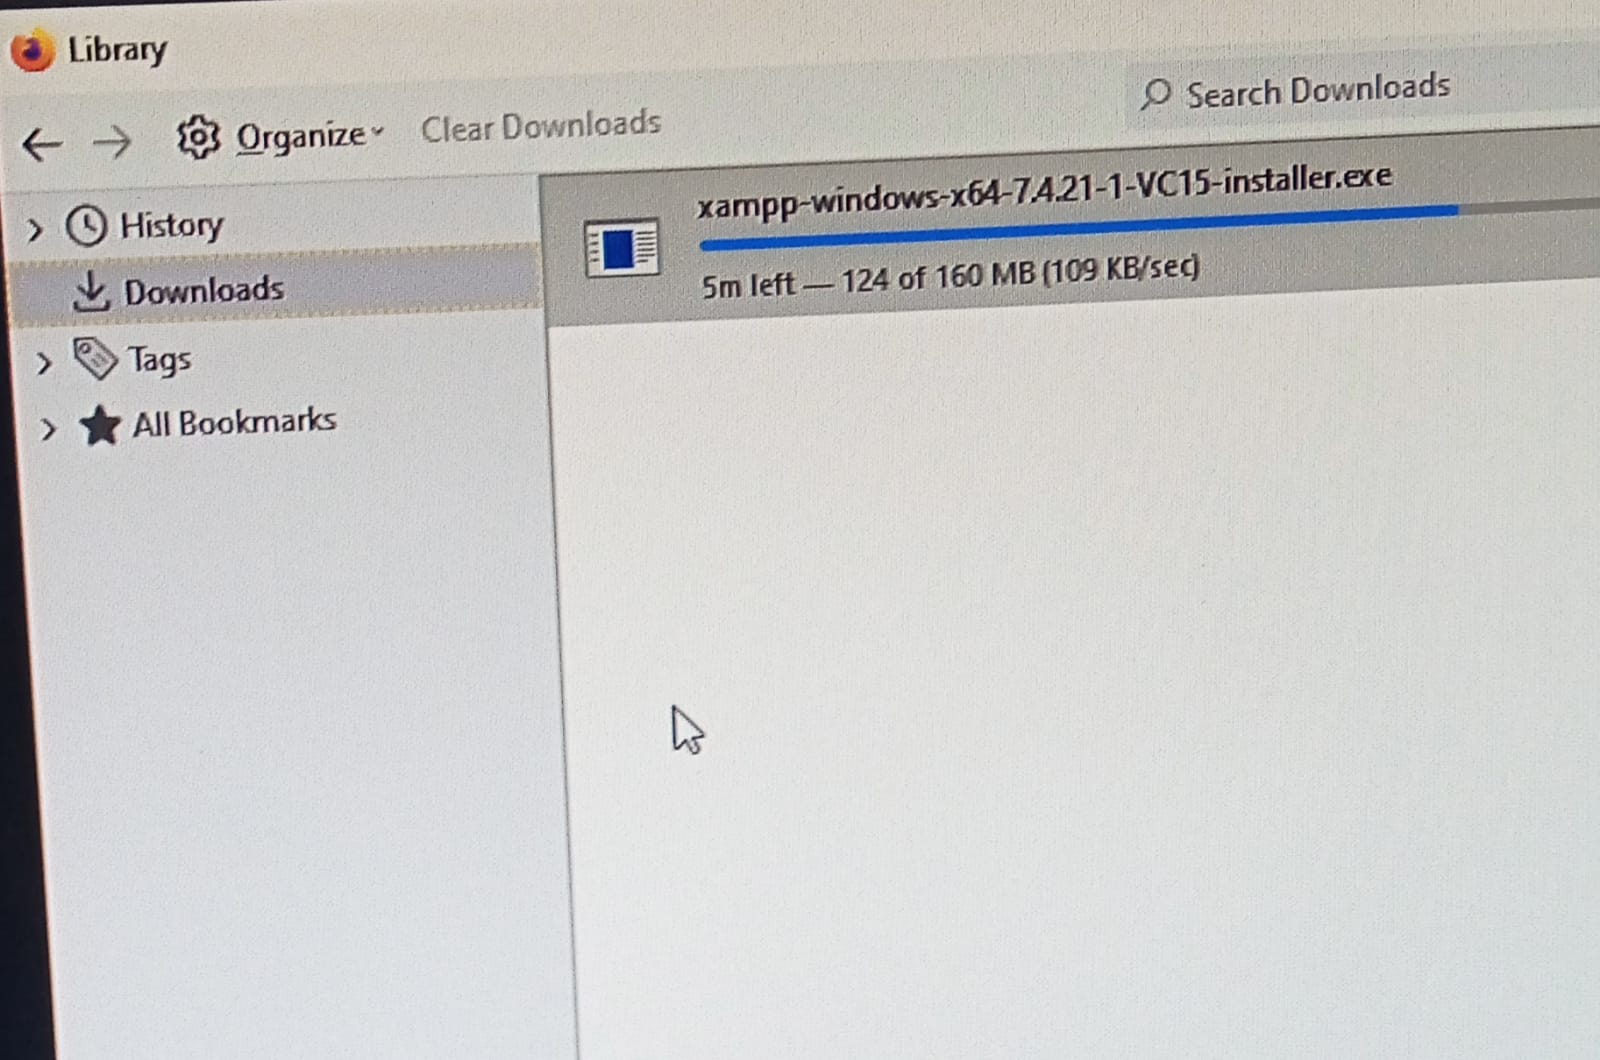 Library
Organize
Clear Downloads
Search Downloads
History
Downloads
Tags
All Bookmarks
xampp-windows-x64-7.4.21-1-VC15-installer.exe
5m left — 124 of 160 MB (109 KB/sec)